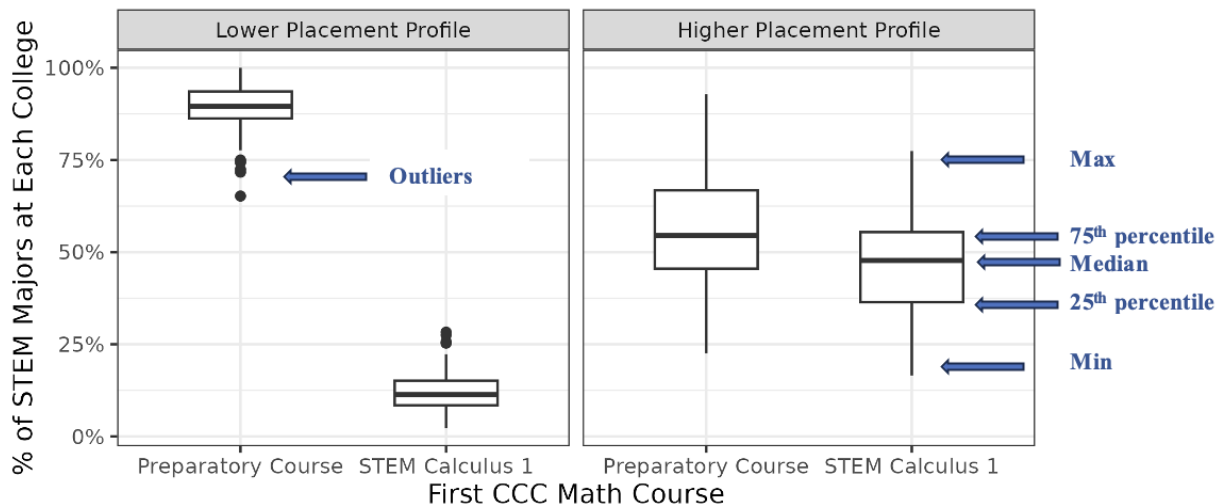 Lower Placement Profile
Higher Placement Profile
% of STEM Majors at Each College
100%
75%
50%
25%
0%
Outliers
Max
75th percentile
Median
25th percentile
Min
Preparatory Course
STEM Calculus 1
Preparatory Course
STEM Calculus 1
First CCC Math Course